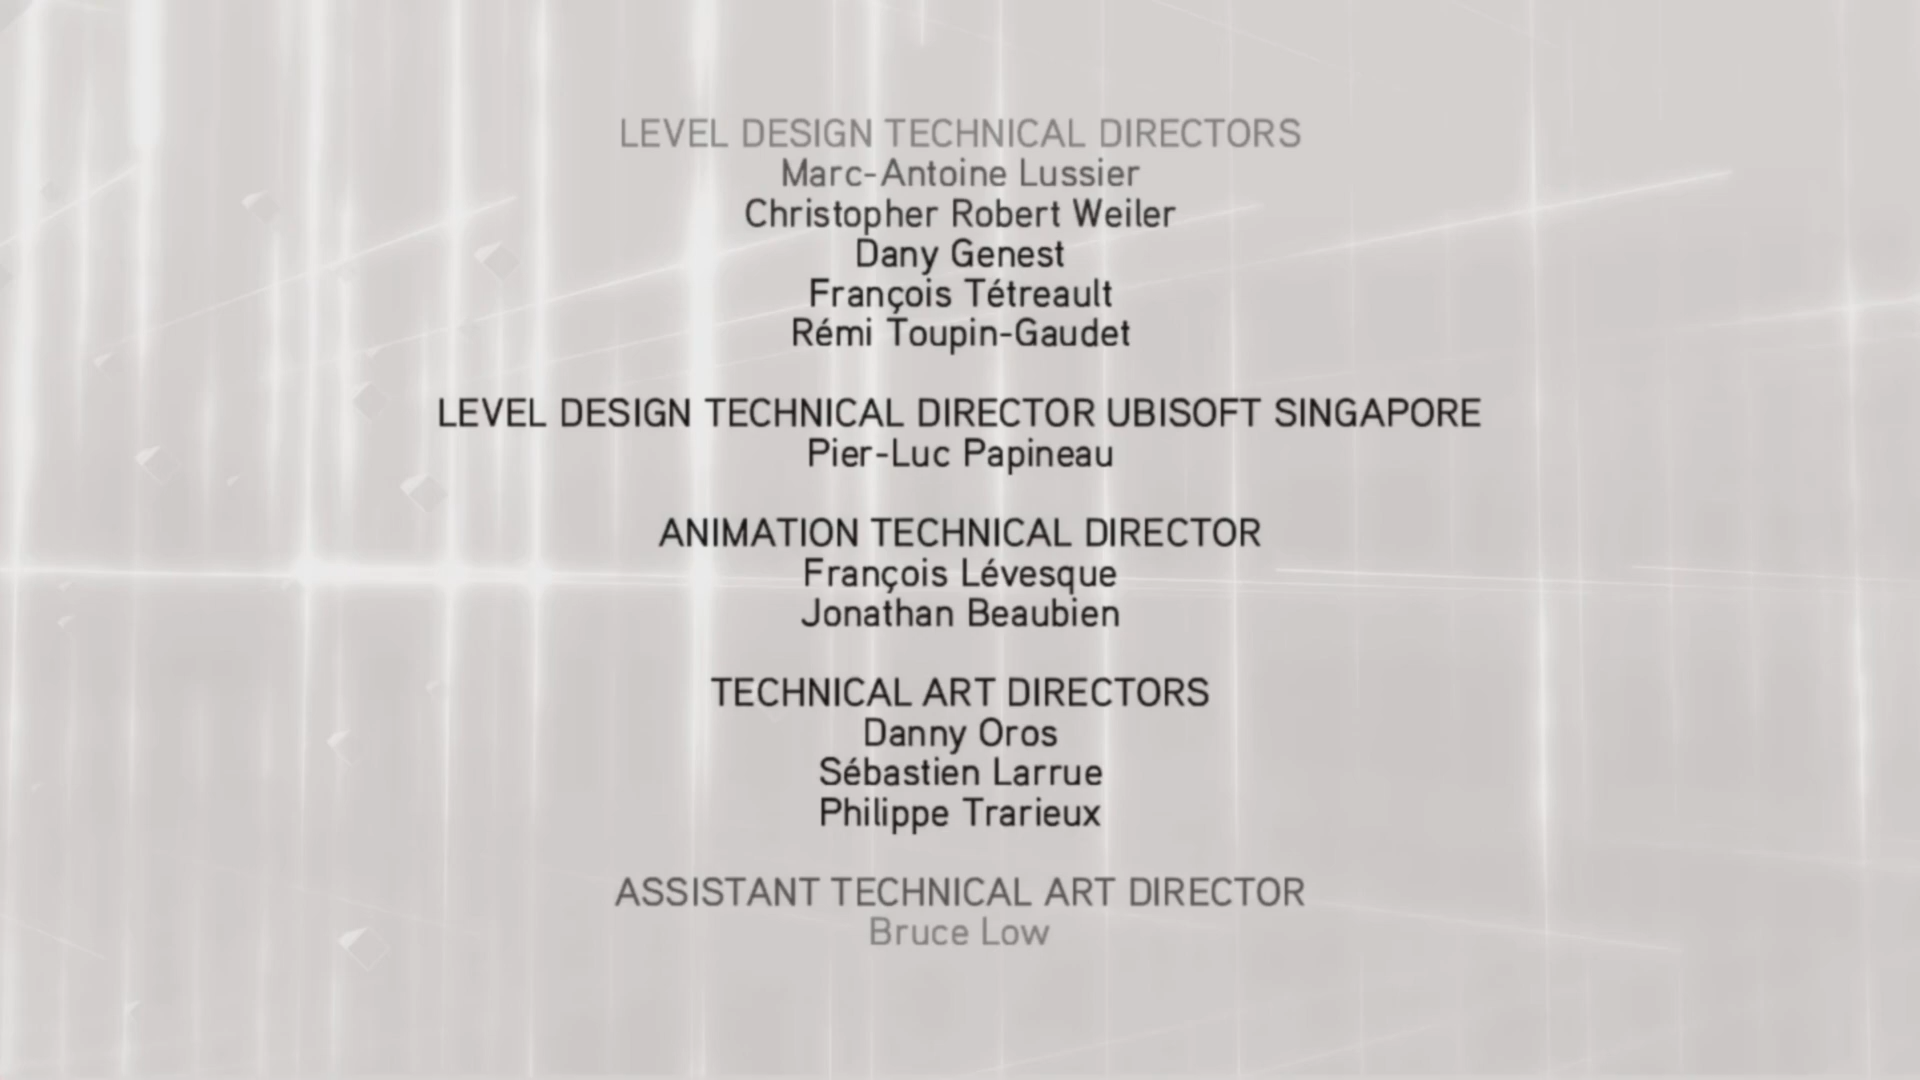 LEVEL DESIGN TECHNICAL DIRECTORS
Marc-Antoine Lussier
Christopher Robert Weiler
Dany Genest
François Tétreault
Rémi Toupin-Gaudet
LEVEL DESIGN TECHNICAL DIRECTOR UBISOFT SINGAPORE
Pier-Luc Papineau
ANIMATION TECHNICAL DIRECTOR
François Lévesque
Jonathan Beaubien
TECHNICAL ART DIRECTORS
Danny Oros
Sébastien Larrue
Philippe Trarieux
ASSISTANT TECHNICAL ART DIRECTOR
Bruce Low